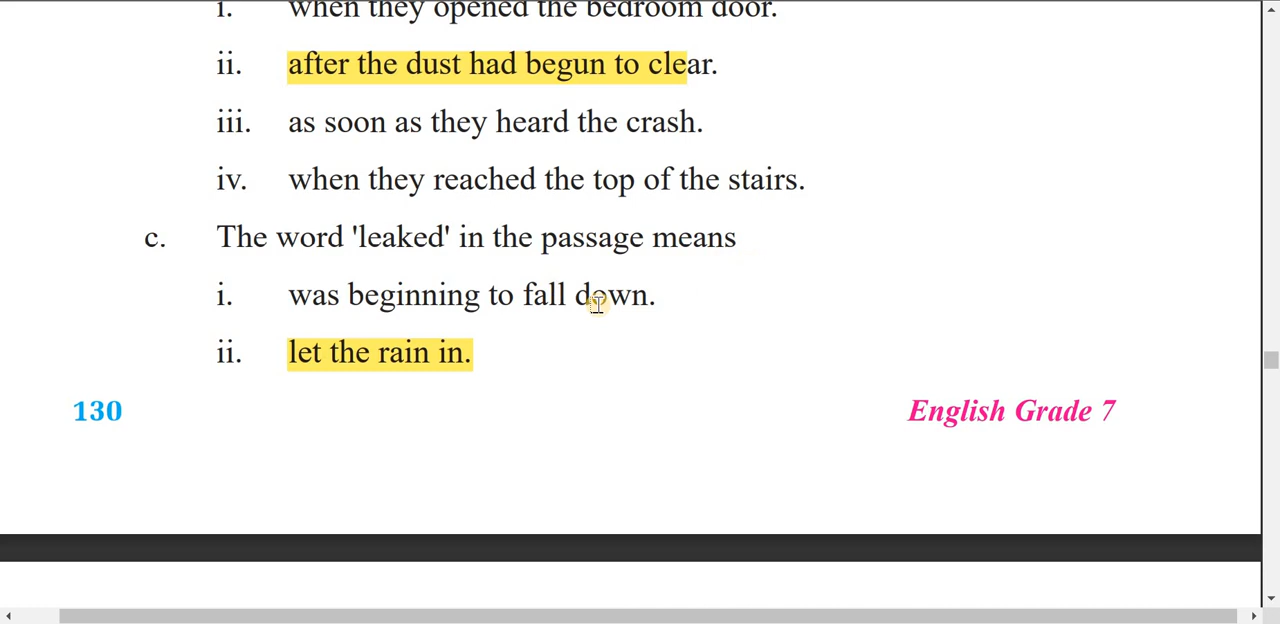 i. when they opened the bedroom door.
ii. after the dust had begun to clear.
iii. as soon as they heard the crash.
iv. when they reached the top of the stairs.
c. The word 'leaked' in the passage means
i. was beginning to fall down.
ii. let the rain in.
130 English Grade 7